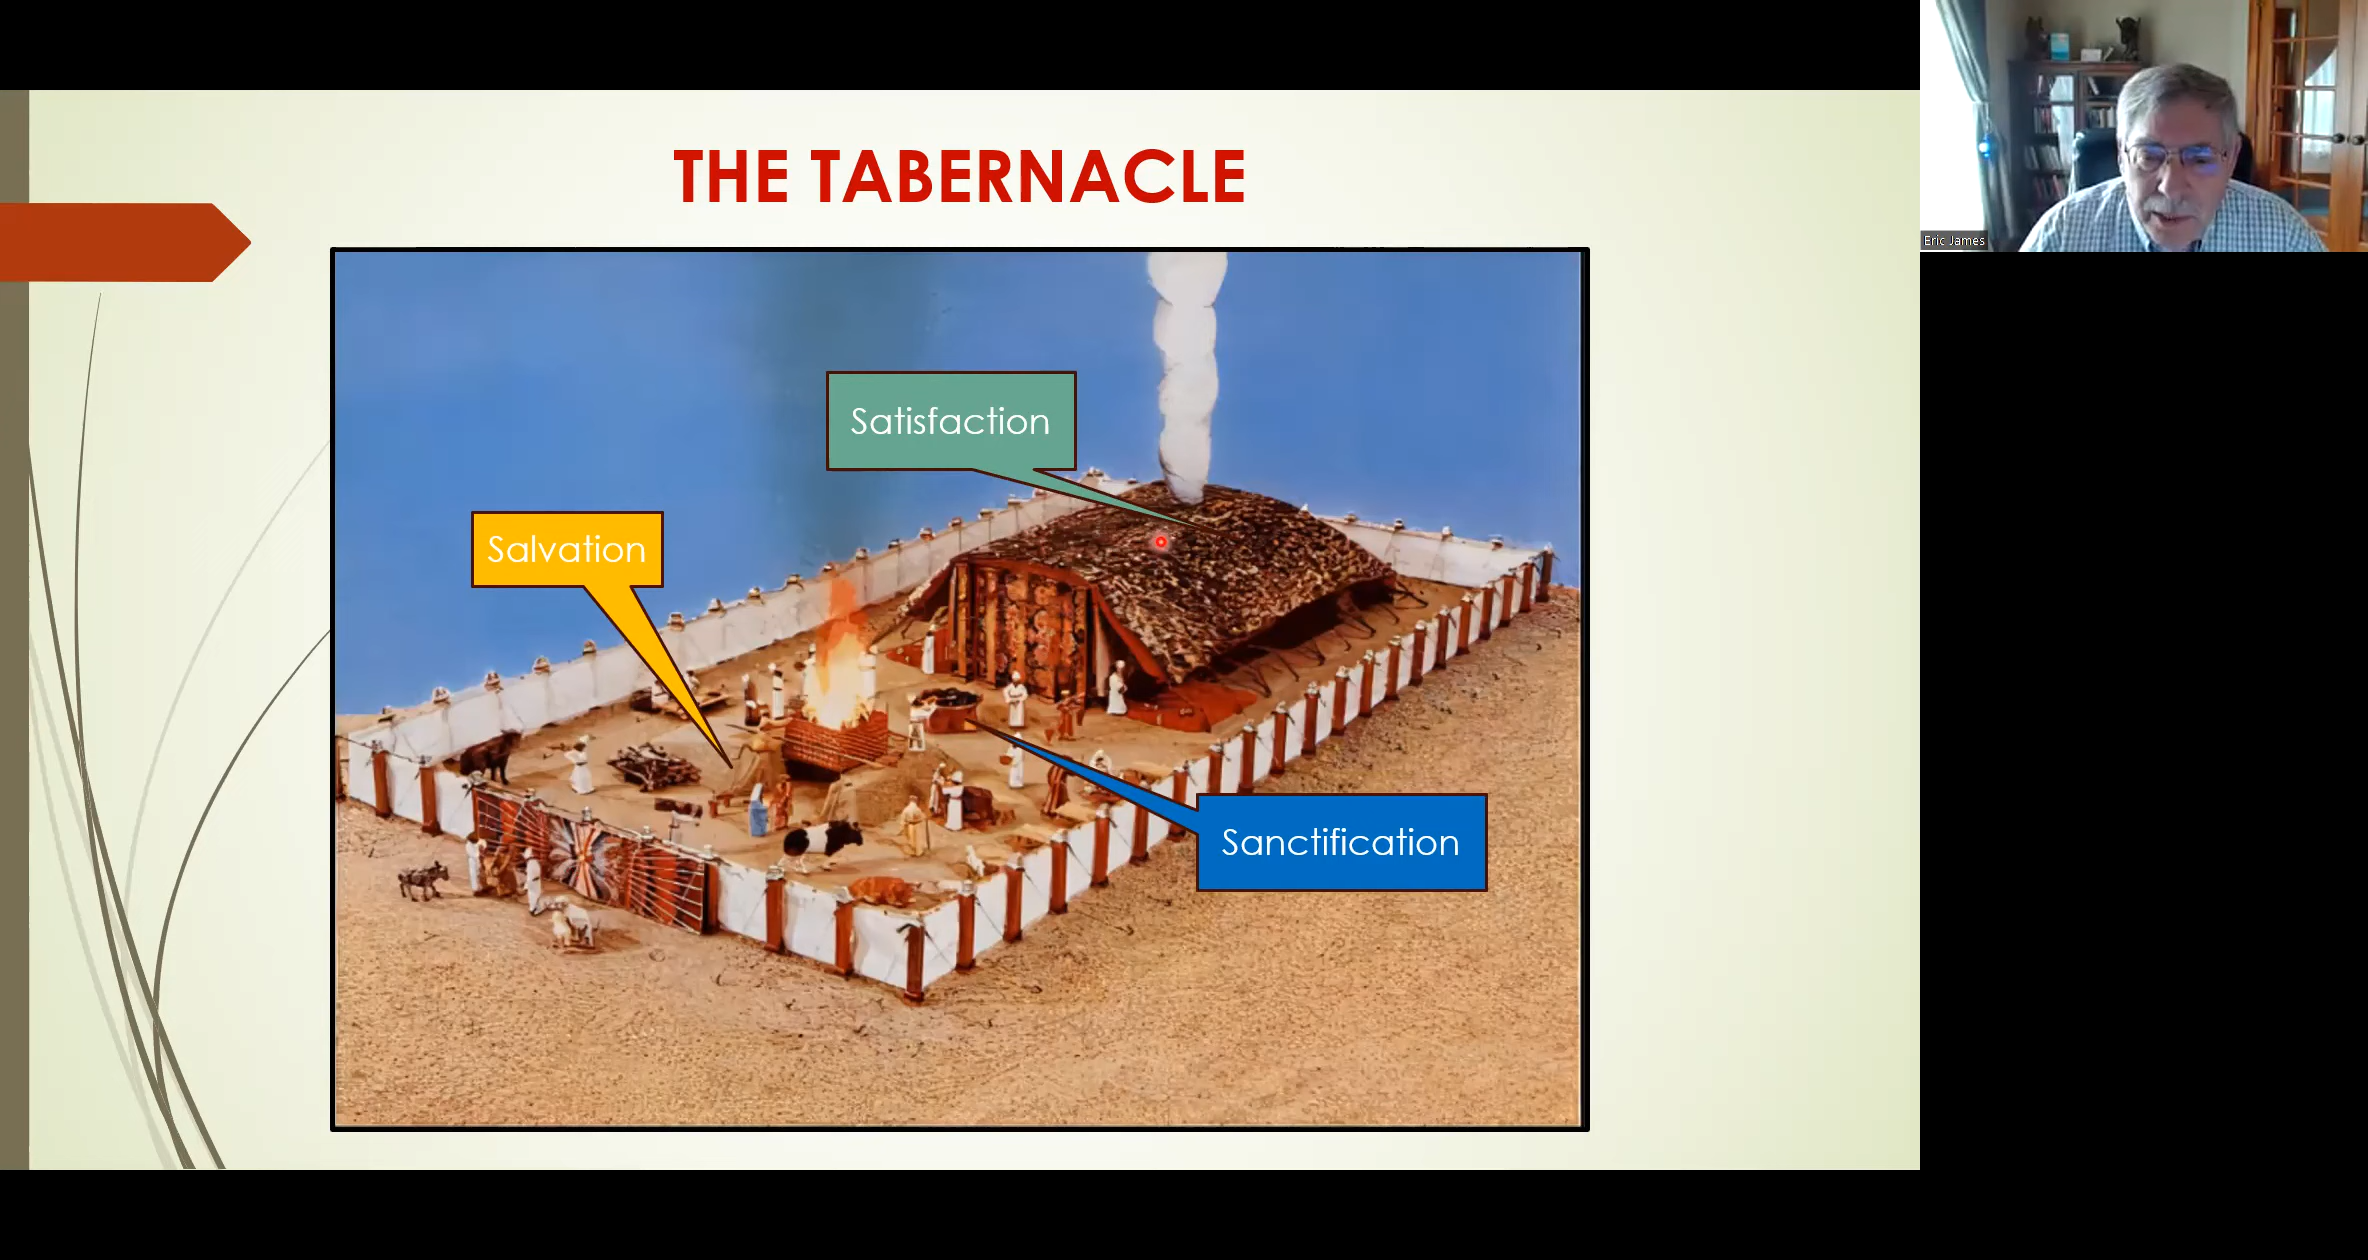 THE TABERNACLE
Eric James
Satisfaction
Salvation
Sanctification